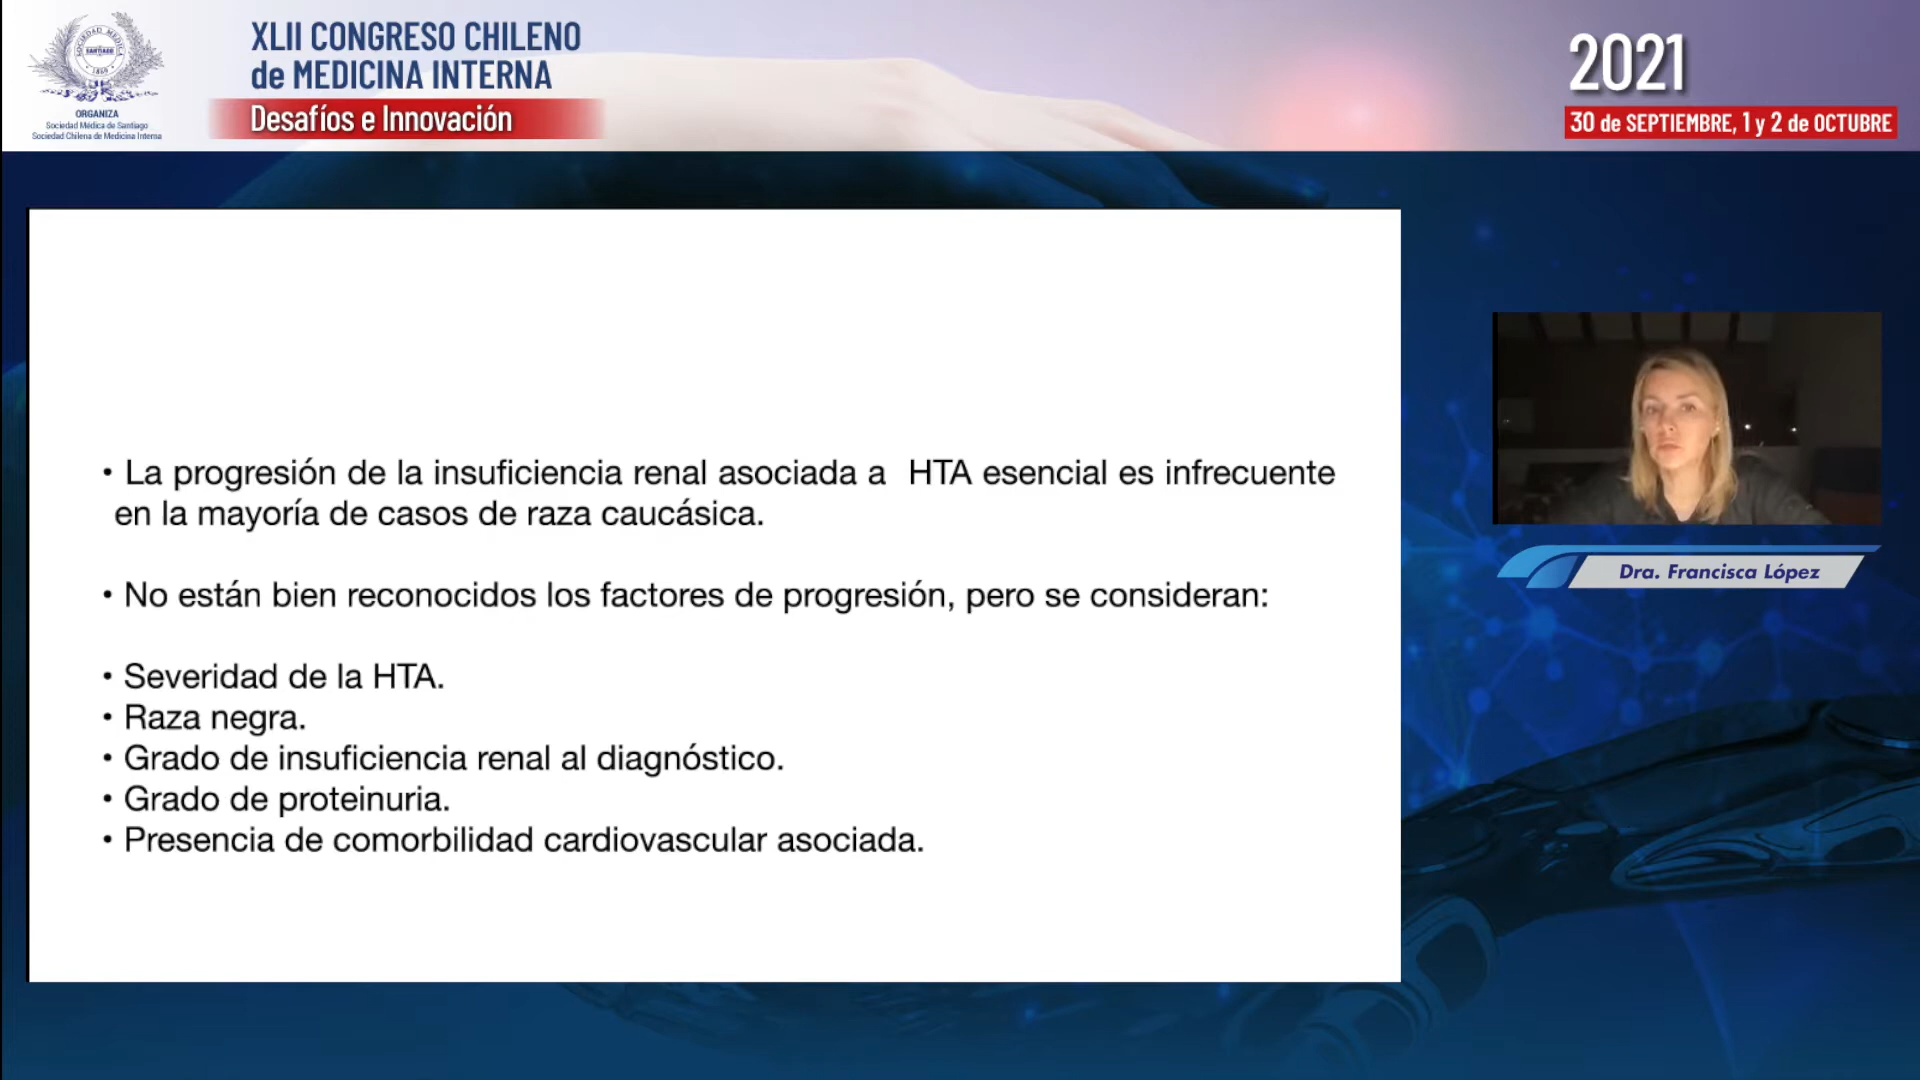 SOCIEDAD MÉDICA
SANTIAGO
1869
ORGANIZA
Sociedad Médica de Santiago
Sociedad Chilena de Medicina Interna
XLII CONGRESO CHILENO
de MEDICINA INTERNA
Desafíos e Innovación
2021
30 de SEPTIEMBRE, 1 y 2 de OCTUBRE
• La progresión de la insuficiencia renal asociada a HTA esencial es infrecuente
en la mayoría de casos de raza caucásica.
• No están bien reconocidos los factores de progresión, pero se consideran:
• Severidad de la HTA.
• Raza negra.
• Grado de insuficiencia renal al diagnóstico.
• Grado de proteinuria.
• Presencia de comorbilidad cardiovascular asociada.
Dra. Francisca López